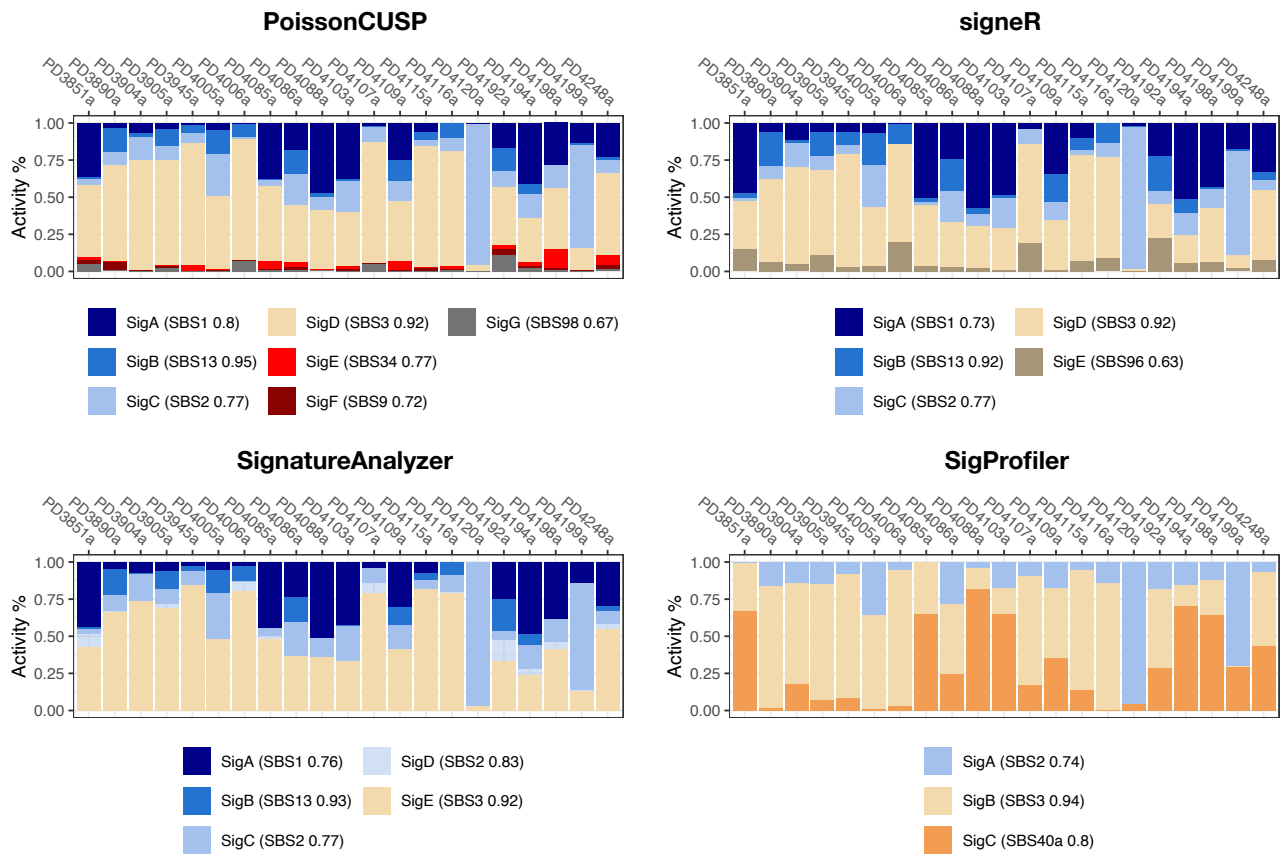 PoissonCUSP
PD3851a PD3890a PD3904a PD3905a PD3945a PD4005a PD4006a PD4085a PD4086a PD4088a PD4103a PD4107a PD4109a PD4115a PD4116a PD4120a PD4192a PD4194a PD4198a PD4199a PD4248a
Activity %
1.00
0.75
0.50
0.25
0.00
SigA (SBS1 0.8) SigD (SBS3 0.92) SigG (SBS98 0.67)
SigB (SBS13 0.95) SigE (SBS34 0.77)
SigC (SBS2 0.77) SigF (SBS9 0.72)
signeR
PD3851a PD3890a PD3904a PD3905a PD3945a PD4005a PD4006a PD4085a PD4086a PD4088a PD4103a PD4107a PD4109a PD4115a PD4116a PD4120a PD4192a PD4194a PD4198a PD4199a PD4248a
Activity %
1.00
0.75
0.50
0.25
0.00
SigA (SBS1 0.73) SigD (SBS3 0.92)
SigB (SBS13 0.92) SigE (SBS96 0.63)
SigC (SBS2 0.77)
SignatureAnalyzer
PD3851a PD3890a PD3904a PD3905a PD3945a PD4005a PD4006a PD4085a PD4086a PD4088a PD4103a PD4107a PD4109a PD4115a PD4116a PD4120a PD4192a PD4194a PD4198a PD4199a PD4248a
Activity %
1.00
0.75
0.50
0.25
0.00
SigA (SBS1 0.76) SigD (SBS2 0.83)
SigB (SBS13 0.93) SigE (SBS3 0.92)
SigC (SBS2 0.77)
SigProfiler
PD3851a PD3890a PD3904a PD3905a PD3945a PD4005a PD4006a PD4085a PD4086a PD4088a PD4103a PD4107a PD4109a PD4115a PD4116a PD4120a PD4192a PD4194a PD4198a PD4199a PD4248a
Activity %
1.00
0.75
0.50
0.25
0.00
SigA (SBS2 0.74)
SigB (SBS3 0.94)
SigC (SBS40a 0.8)